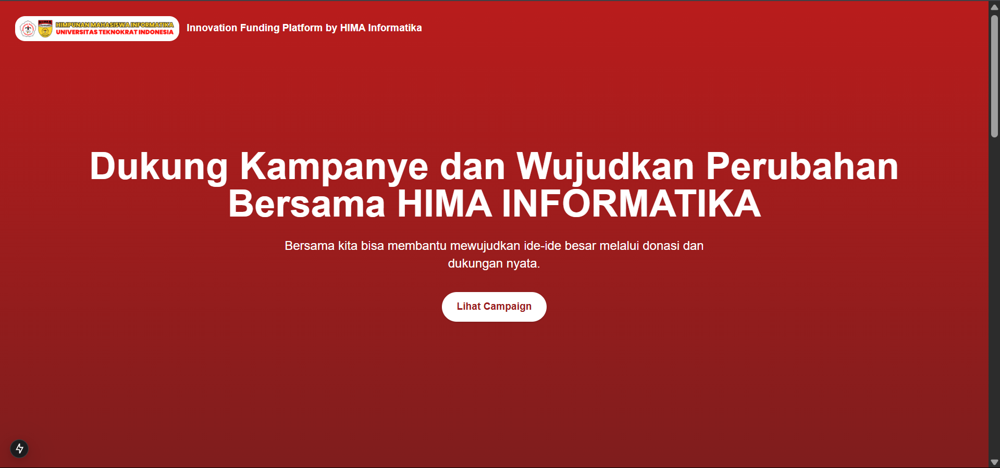 HIMA
HIMPUNAN MAHASISWA INFORMATIKA
UNIVERSITAS TEKNOKRAT INDONESIA
Innovation Funding Platform by HIMA Informatika
Dukung Kampanye dan Wujudkan Perubahan
Bersama HIMA INFORMATIKA
Bersama kita bisa membantu mewujudkan ide-ide besar melalui donasi dan
dukungan nyata.
Lihat Campaign